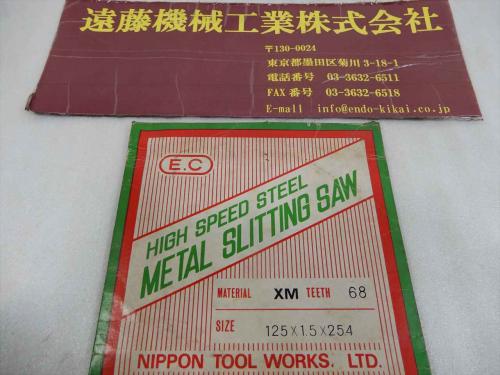 遠藤機械工業株式会社
〒130-0024
東京都墨田区菊川3-18-1
電話番号 03-3632-6511
FAX番号 03-3632-6518
E-mall info@endo-kikai.co.jp
E.C
HIGH SPEED STEEL
METAL SLITTING SAW
MATERIAL XM TEETH 68
SIZE 125×1.5×254
NIPPON TOOL WORKS. LTD.